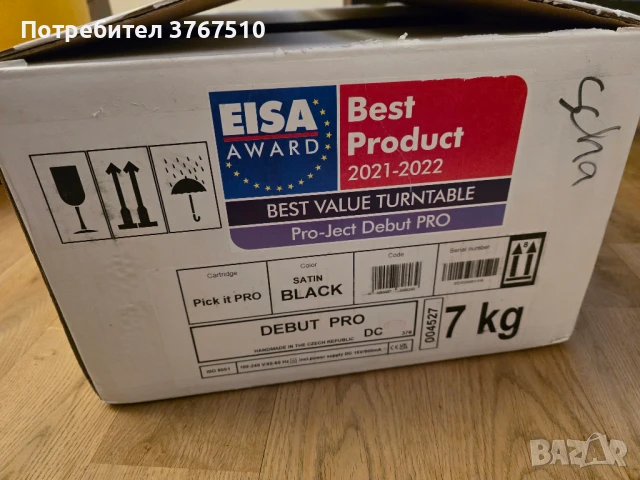 Потребител 3767510
EISA
AWARD
Best
Product
2021-2022
BEST VALUE TURNTABLE
Pro-Ject Debut PRO
Cartridge
Pick it PRO
Color
SATIN
BLACK
Code
Serial number
DEBUT PRO
DC
HANDMADE IN THE CZECH REPUBLIC
004527
7 kg
BAZAR